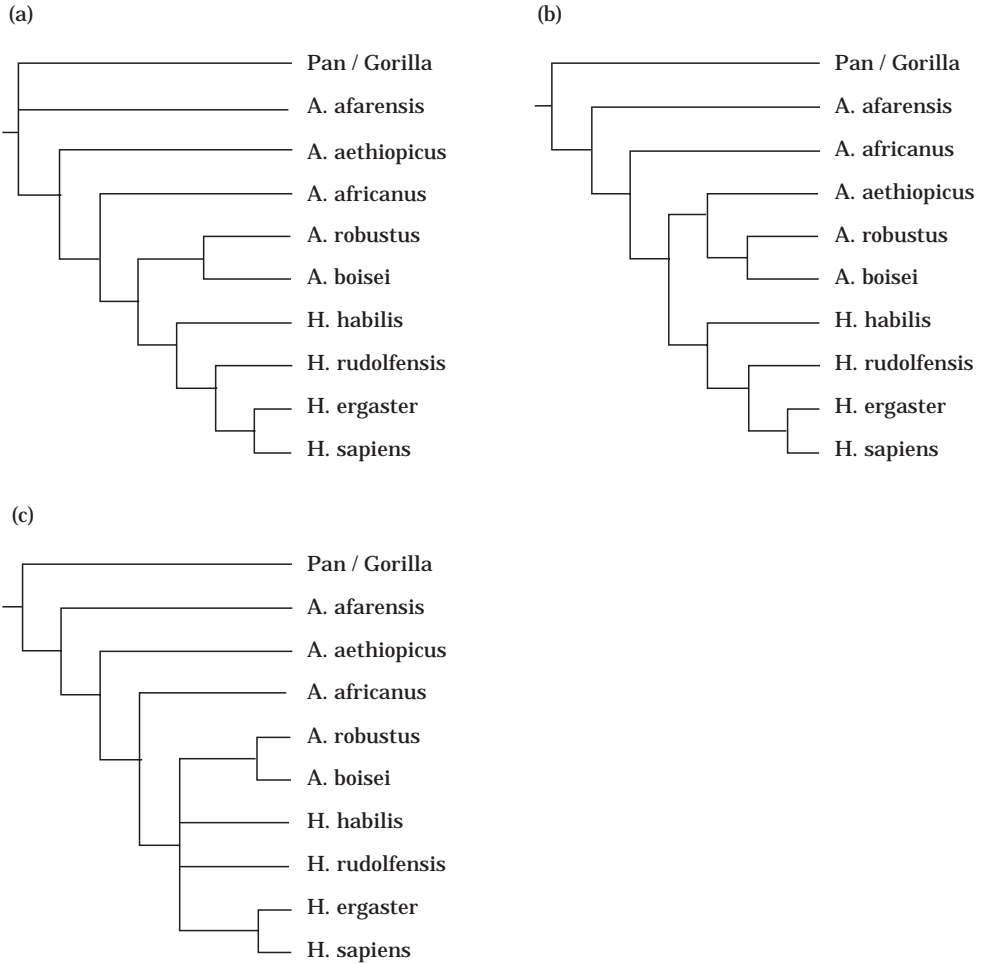 (a)
Pan / Gorilla
A. afarensis
A. aethiopicus
A. africanus
A. robustus
A. boisei
H. habilis
H. rudolfensis
H. ergaster
H. sapiens
(b)
Pan / Gorilla
A. afarensis
A. africanus
A. aethiopicus
A. robustus
A. boisei
H. habilis
H. rudolfensis
H. ergaster
H. sapiens
(c)
Pan / Gorilla
A. afarensis
A. aethiopicus
A. africanus
A. robustus
A. boisei
H. habilis
H. rudolfensis
H. ergaster
H. sapiens